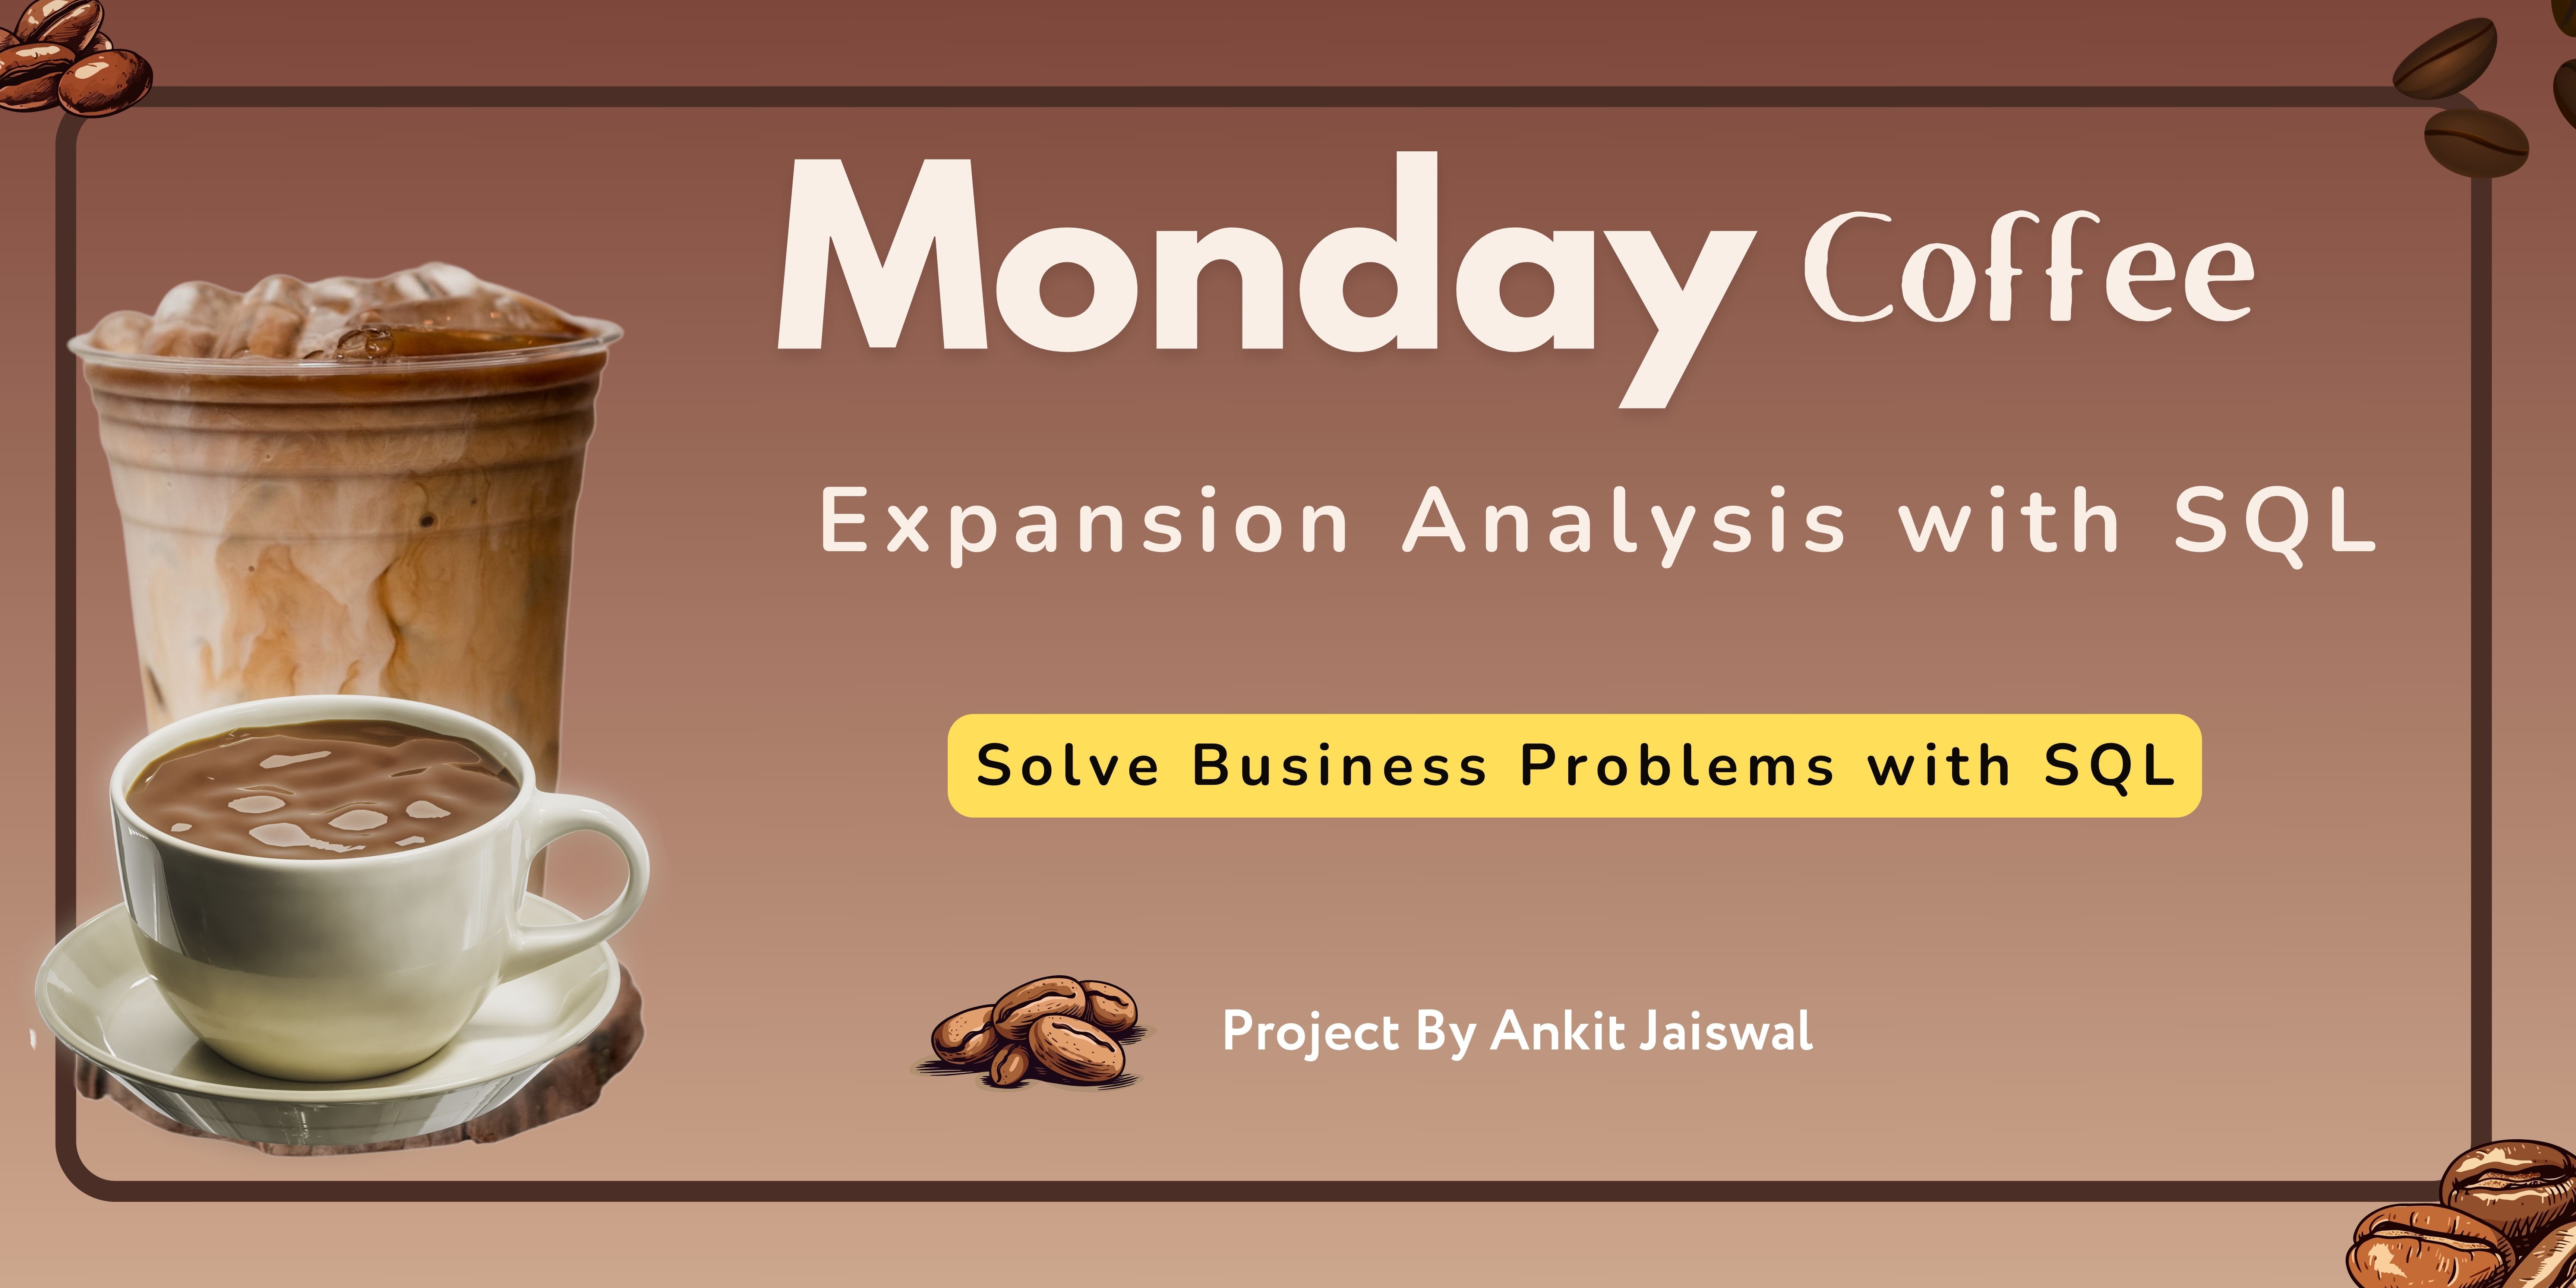 Monday Coffee
Expansion Analysis with SQL
Solve Business Problems with SQL
Project By Ankit Jaiswal